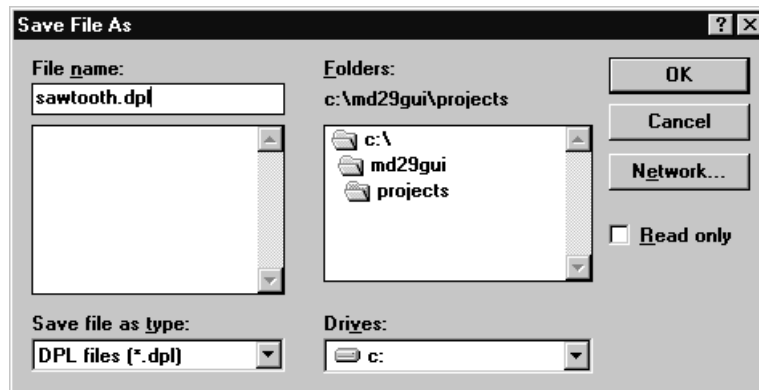 Save File As
File name:
sawtooth.dpl
Folders:
c:\md29gui\projects
c:\
md29gui
projects
OK
Cancel
Network...
Read only
Save file as type:
DPL files (*.dpl)
Drives:
c: